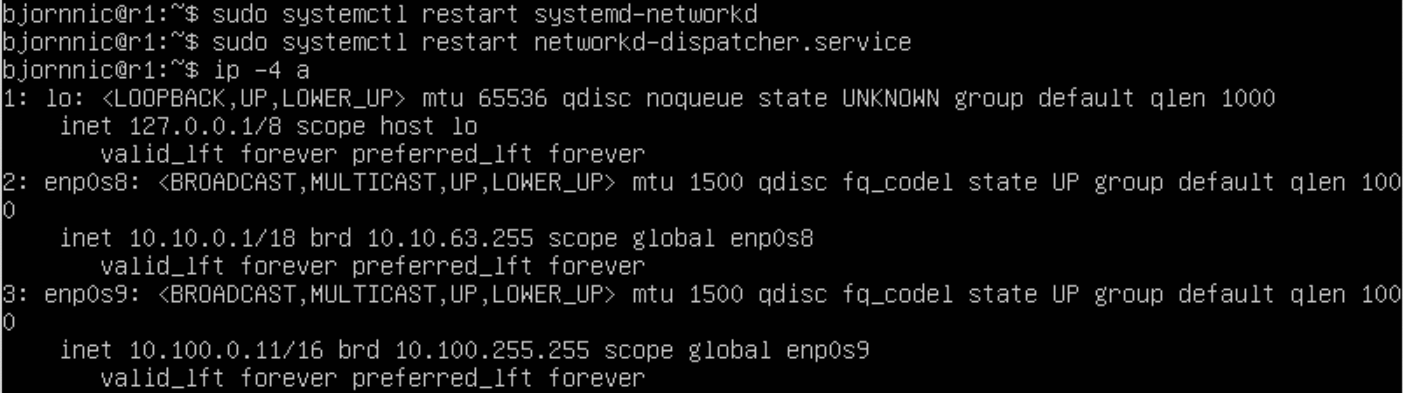 bjornnic@r1:~$ sudo systemctl restart systemd-networkd
bjornnic@r1:~$ sudo systemctl restart networkd-dispatcher.service
bjornnic@r1:~$ ip -4 a
1: lo: <LOOPBACK,UP,LOWER_UP> mtu 65536 qdisc noqueue state UNKNOWN group default qlen 1000
    inet 127.0.0.1/8 scope host lo
       valid_lft forever preferred_lft forever
2: enp0s8: <BROADCAST,MULTICAST,UP,LOWER_UP> mtu 1500 qdisc fq_codel state UP group default qlen 100
0
    inet 10.10.0.1/18 brd 10.10.63.255 scope global enp0s8
       valid_lft forever preferred_lft forever
3: enp0s9: <BROADCAST,MULTICAST,UP,LOWER_UP> mtu 1500 qdisc fq_codel state UP group default qlen 100
0
    inet 10.100.0.11/16 brd 10.100.255.255 scope global enp0s9
       valid_lft forever preferred_lft forever